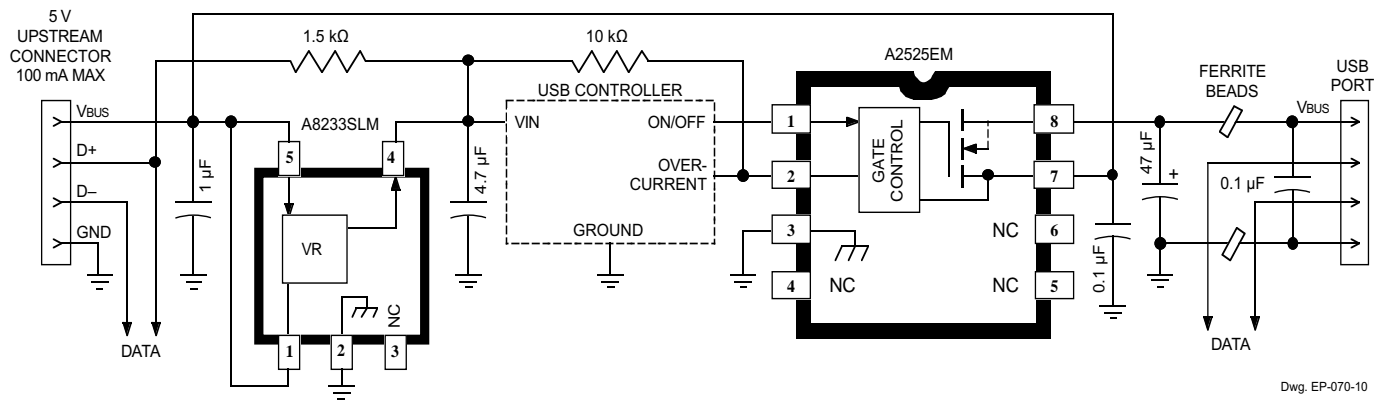 5 V
UPSTREAM
CONNECTOR
100 mA MAX
VBUS
D+
D–
GND
DATA
1 µF
1.5 kΩ
A8233SLM
5
4
VR
1
2
3
NC
4.7 µF
10 kΩ
USB CONTROLLER
VIN
ON/OFF
OVER-
CURRENT
GROUND
A2525EM
1
2
3
4
GATE
CONTROL
NC
8
7
6
5
NC
NC
0.1 µF
47 µF
+
FERRITE
BEADS
VBUS
0.1 µF
USB
PORT
DATA
Dwg. EP-070-10